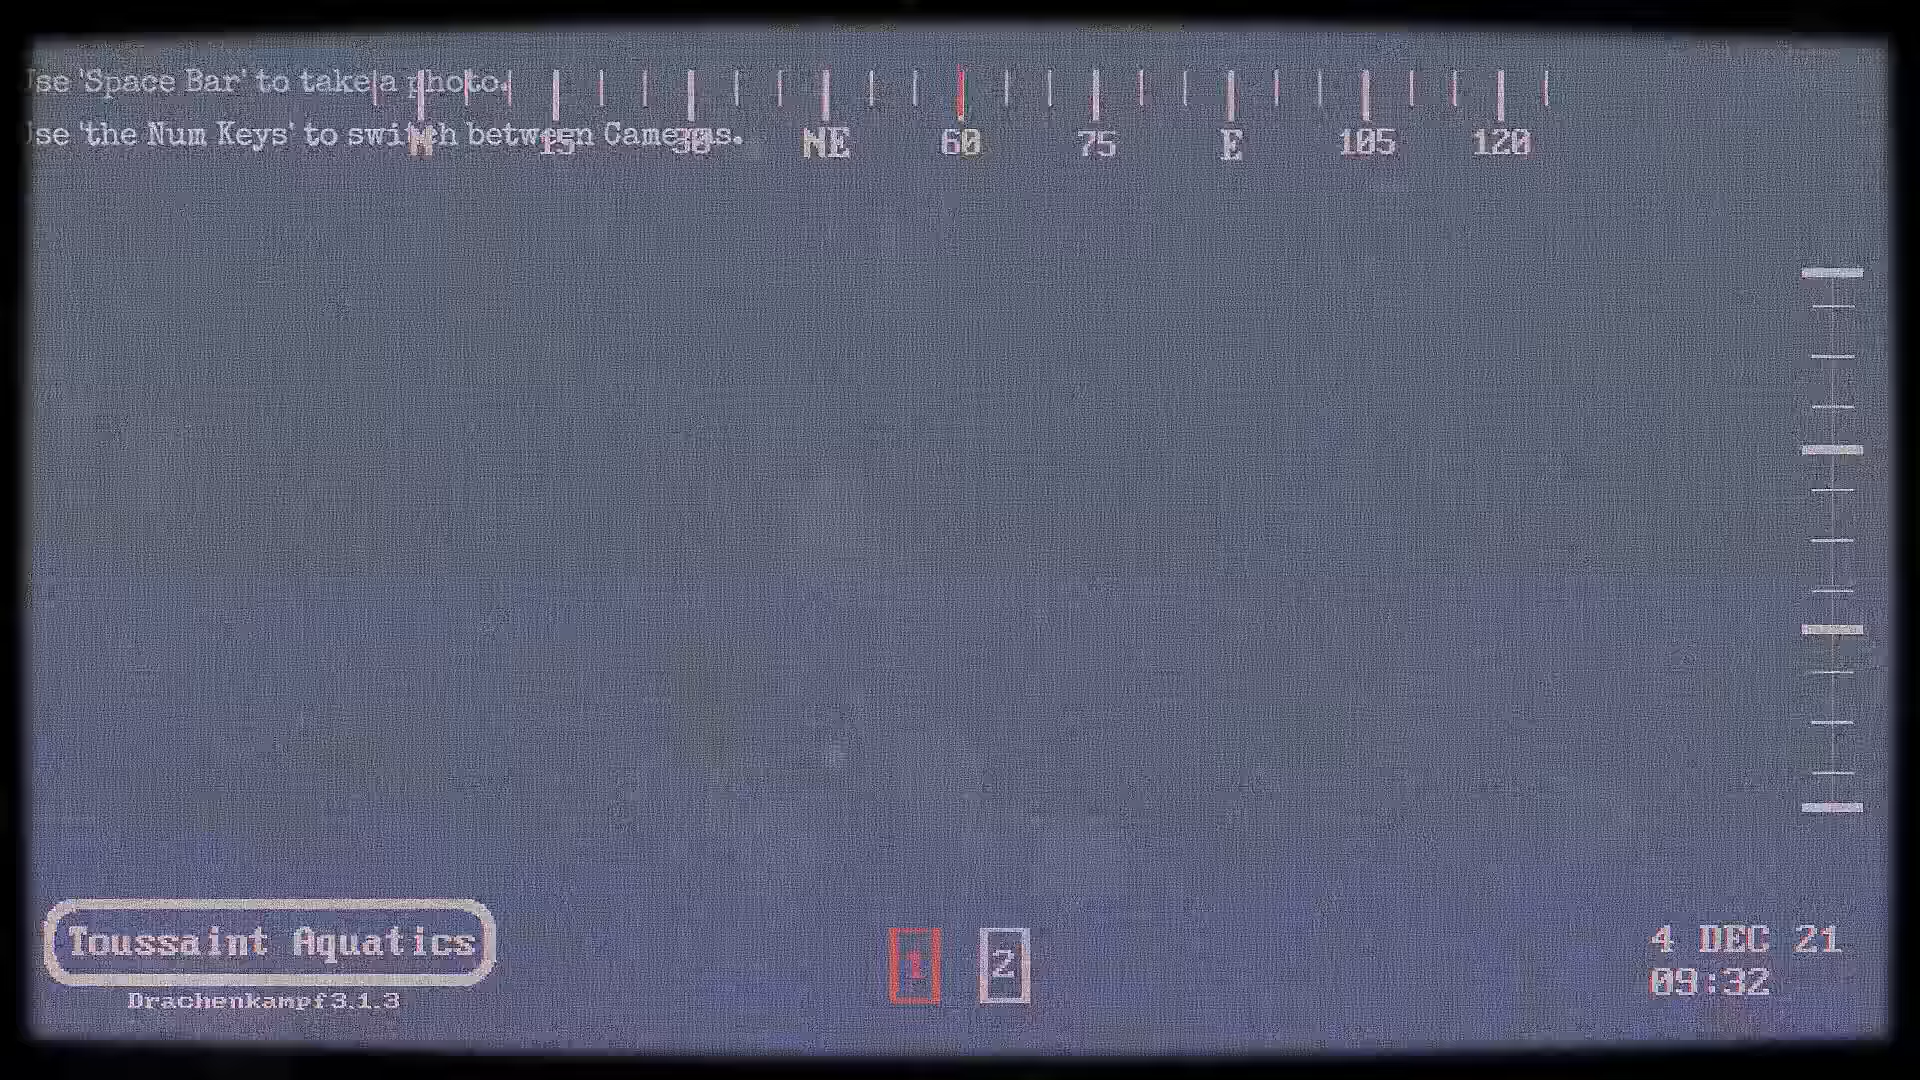 Use 'Space Bar' to take a photo.
Use 'the Num Keys' to switch between Cameras.
N 15 30 NE 60 75 E 105 120
Toussaint Aquatics
Drachenkampf3.1.3
1 2
4 DEC 21
09:32